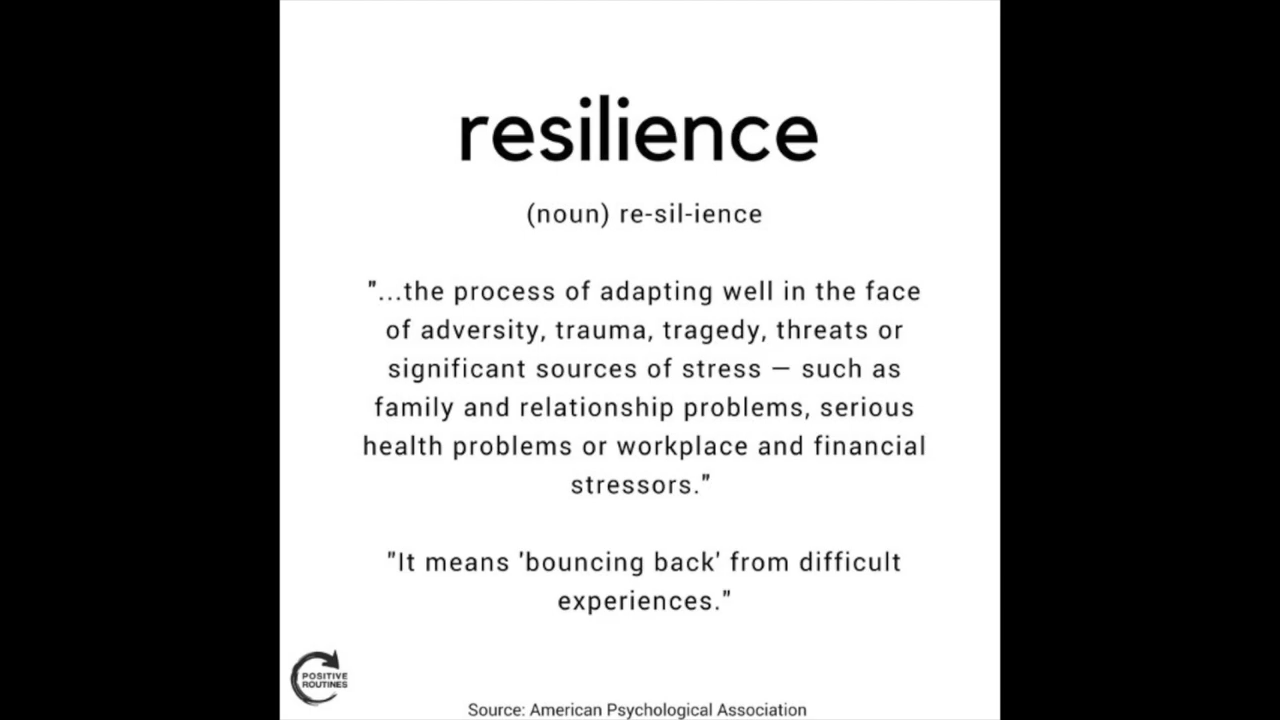 resilience
(noun) re-sil-ience
"...the process of adapting well in the face
of adversity, trauma, tragedy, threats or
significant sources of stress — such as
family and relationship problems, serious
health problems or workplace and financial
stressors."
"It means 'bouncing back' from difficult
experiences."
POSITIVE
ROUTINES
Source: American Psychological Association